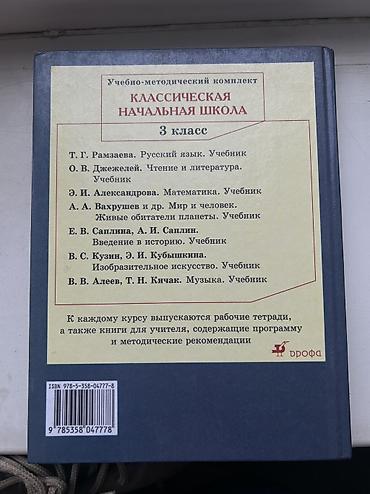 Учебно-методический комплект
КЛАССИЧЕСКАЯ
НАЧАЛЬНАЯ ШКОЛА
3 класс
Т. Г. Рамзаева. Русский язык. Учебник
О. В. Джежелей. Чтение и литература.
Учебник
Э. И. Александрова. Математика. Учебник
А. А. Вахрушев и др. Мир и человек.
Живые обитатели планеты. Учебник
Е. В. Саплина, А. И. Саплин.
Введение в историю. Учебник
В. С. Кузин, Э. И. Кубышкина.
Изобразительное искусство. Учебник
В. В. Алеев, Т. Н. Кичак. Музыка. Учебник
К каждому курсу выпускаются рабочие тетради,
а также книги для учителя, содержащие программу
и методические рекомендации
дрофа
ISBN 978-5-358-04777-8
9 785358 047778